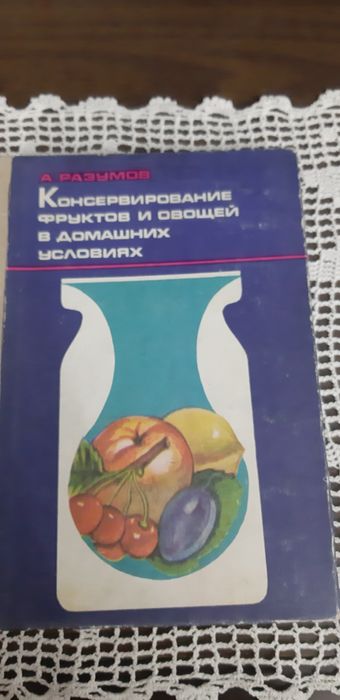 А РАЗУМОВ
КОНСЕРВИРОВАНИЕ
ФРУКТОВ И ОВОЩЕЙ
В ДОМАШНИХ
УСЛОВИЯХ